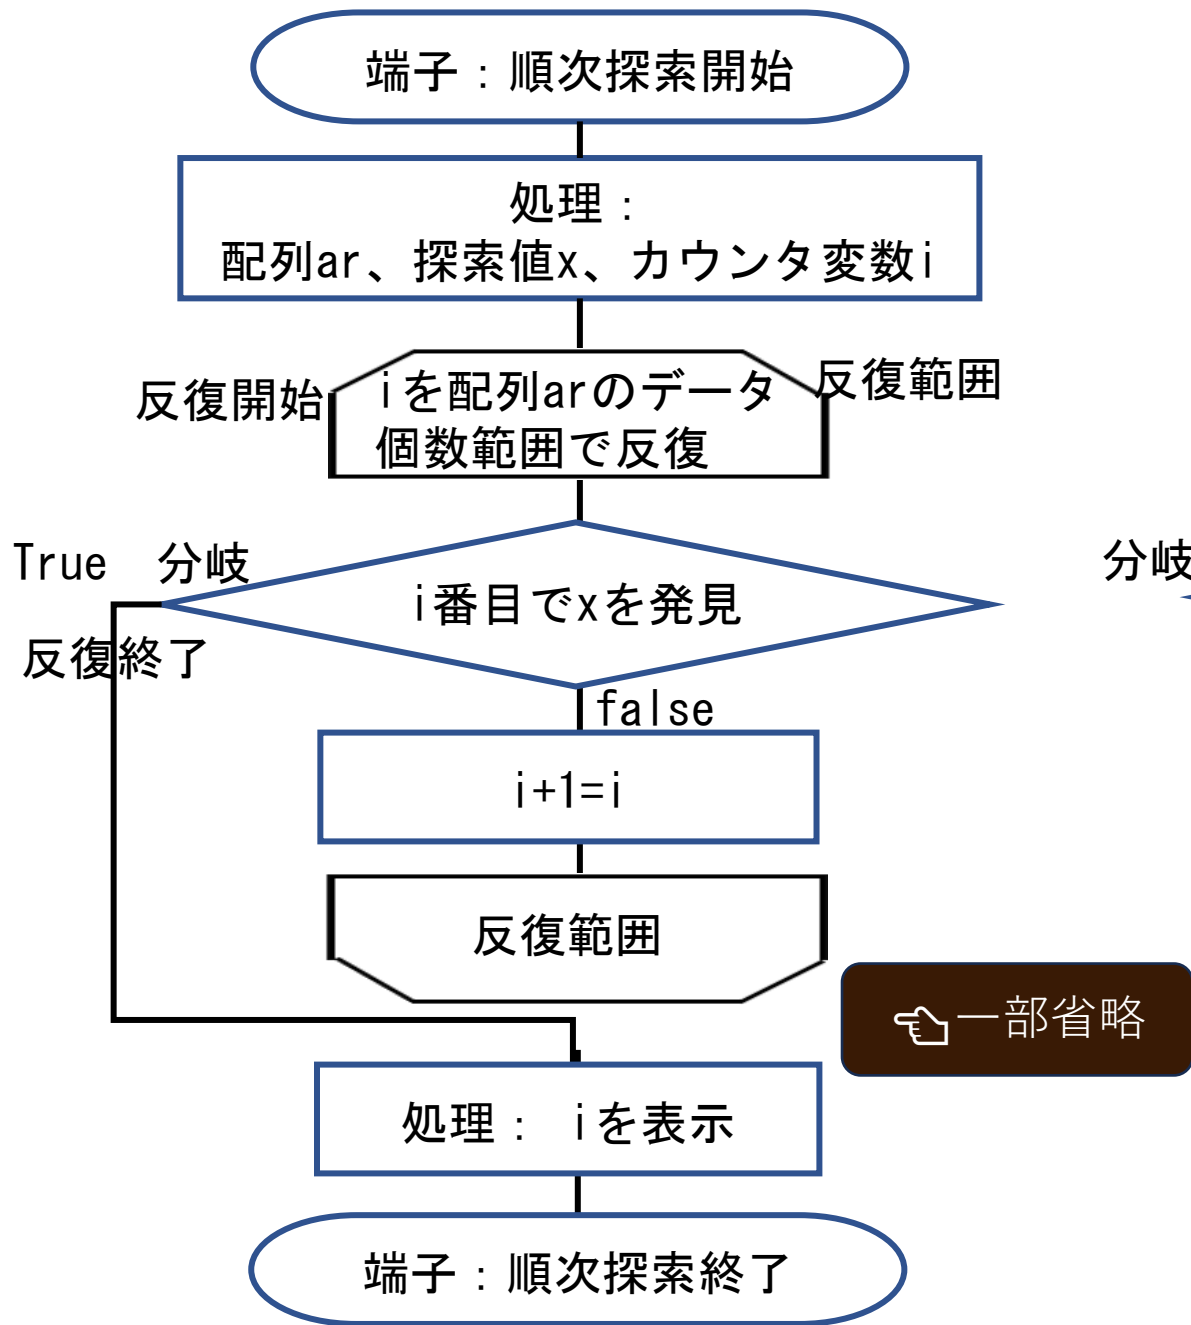 端子：順次探索開始
処理：
配列ar、探索値x、カウンタ変数i
反復開始
iを配列arのデータ
個数範囲で反復
反復範囲
True 分岐
i番目でxを発見
分岐
反復終了
false
i+1=i
反復範囲
一部省略
処理： iを表示
端子：順次探索終了